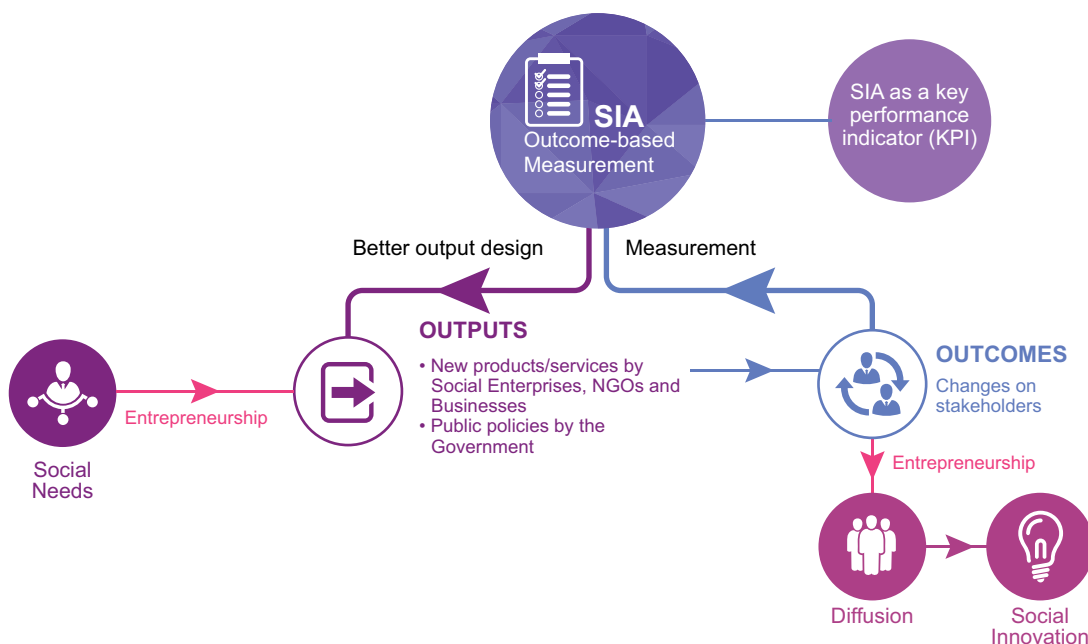 SIA
Outcome-based
Measurement
SIA as a key
performance
indicator (KPI)
Better output design
Measurement
OUTPUTS
• New products/services by
Social Enterprises, NGOs and
Businesses
• Public policies by the
Government
OUTCOMES
Changes on
stakeholders
Entrepreneurship
Social
Needs
Entrepreneurship
Diffusion
Social
Innovation